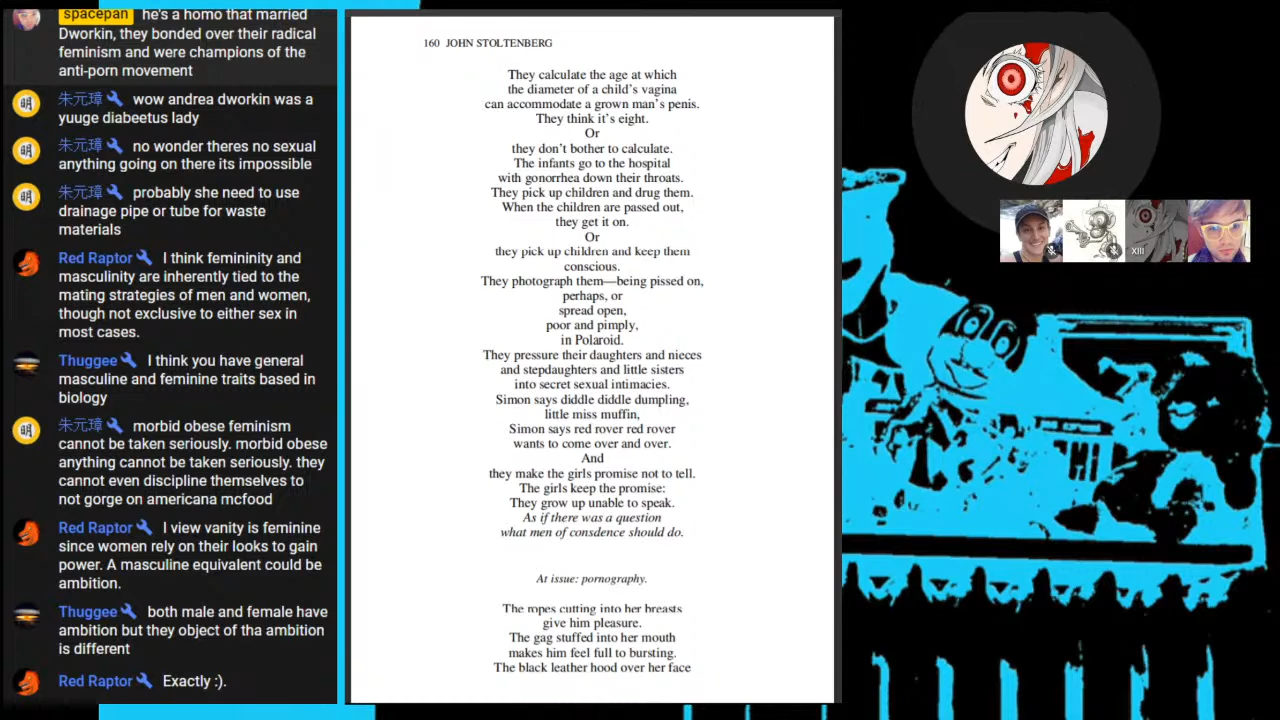 spacepan he's a homo that married
Dworkin, they bonded over their radical
feminism and were champions of the
anti-porn movement
朱元璋 wow andrea dworkin was a
yuuge diabeetus lady
朱元璋 no wonder theres no sexual
anything going on there its impossible
朱元璋 probably she need to use
drainage pipe or tube for waste
materials
Red Raptor I think femininity and
masculinity are inherently tied to the
mating strategies of men and women,
though not exclusive to either sex in
most cases.
Thuggee I think you have general
masculine and feminine traits based in
biology
朱元璋 morbid obese feminism
cannot be taken seriously. morbid obese
anything cannot be taken seriously. they
cannot even discipline themselves to
not gorge on americana mcfood
Red Raptor I view vanity is feminine
since women rely on their looks to gain
power. A masculine equivalent could be
ambition.
Thuggee both male and female have
ambition but they object of tha ambition
is different
Red Raptor Exactly :).
160 JOHN STOLTENBERG
They calculate the age at which
the diameter of a child's vagina
can accommodate a grown man's penis.
They think it's eight.
Or
they don't bother to calculate.
The infants go to the hospital
with gonorrhea down their throats.
They pick up children and drug them.
When the children are passed out,
they get it on.
Or
they pick up children and keep them
conscious.
They photograph them—being pissed on,
perhaps, or
spread open,
poor and pimply,
in Polaroid.
They pressure their daughters and nieces
and stepdaughters and little sisters
into secret sexual intimacies.
Simon says diddle diddle dumpling,
little miss muffin,
Simon says red rover red rover
wants to come over and over.
And
they make the girls promise not to tell.
The girls keep the promise:
They grow up unable to speak.
As if there was a question
what men of consdence should do.
At issue: pornography.
The ropes cutting into her breasts
give him pleasure.
The gag stuffed into her mouth
makes him feel full to bursting.
The black leather hood over her face
XIII